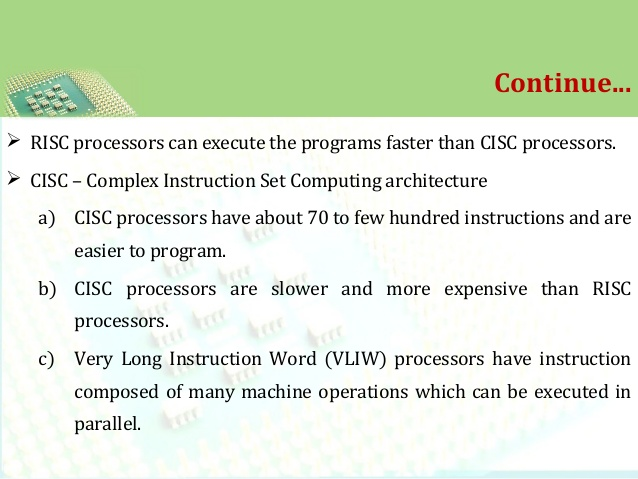 Continue...
➢ RISC processors can execute the programs faster than CISC processors.
➢ CISC – Complex Instruction Set Computing architecture
a) CISC processors have about 70 to few hundred instructions and are
easier to program.
b) CISC processors are slower and more expensive than RISC
processors.
c) Very Long Instruction Word (VLIW) processors have instruction
composed of many machine operations which can be executed in
parallel.